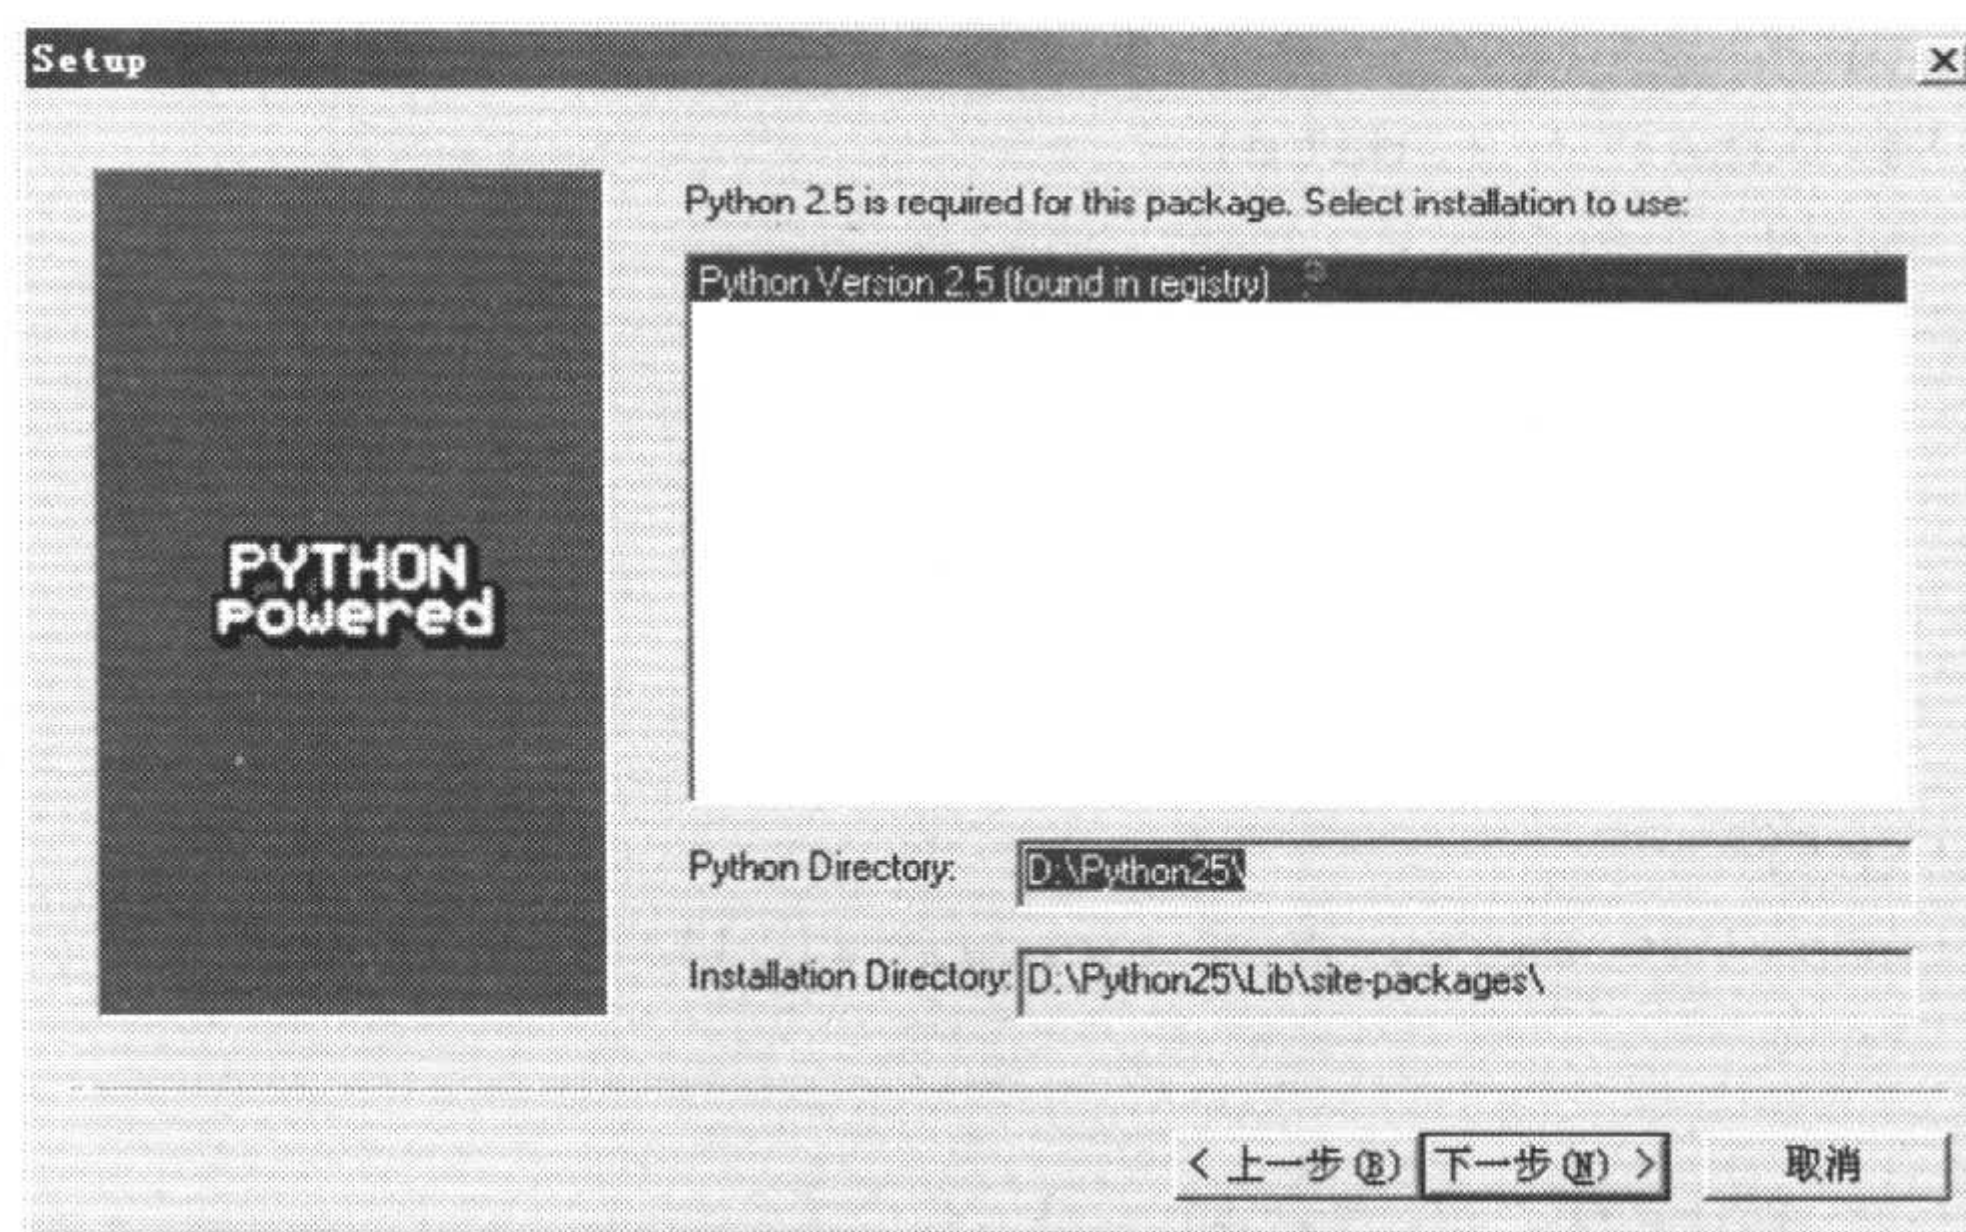 Setup
Python 2.5 is required for this package. Select installation to use:
Python Version 2.5 (found in registry)
PYTHON
powered
Python Directory: D:\Python25\
Installation Directory: D:\Python25\Lib\site-packages\
< 上一步(B) 下一步(N) > 取消